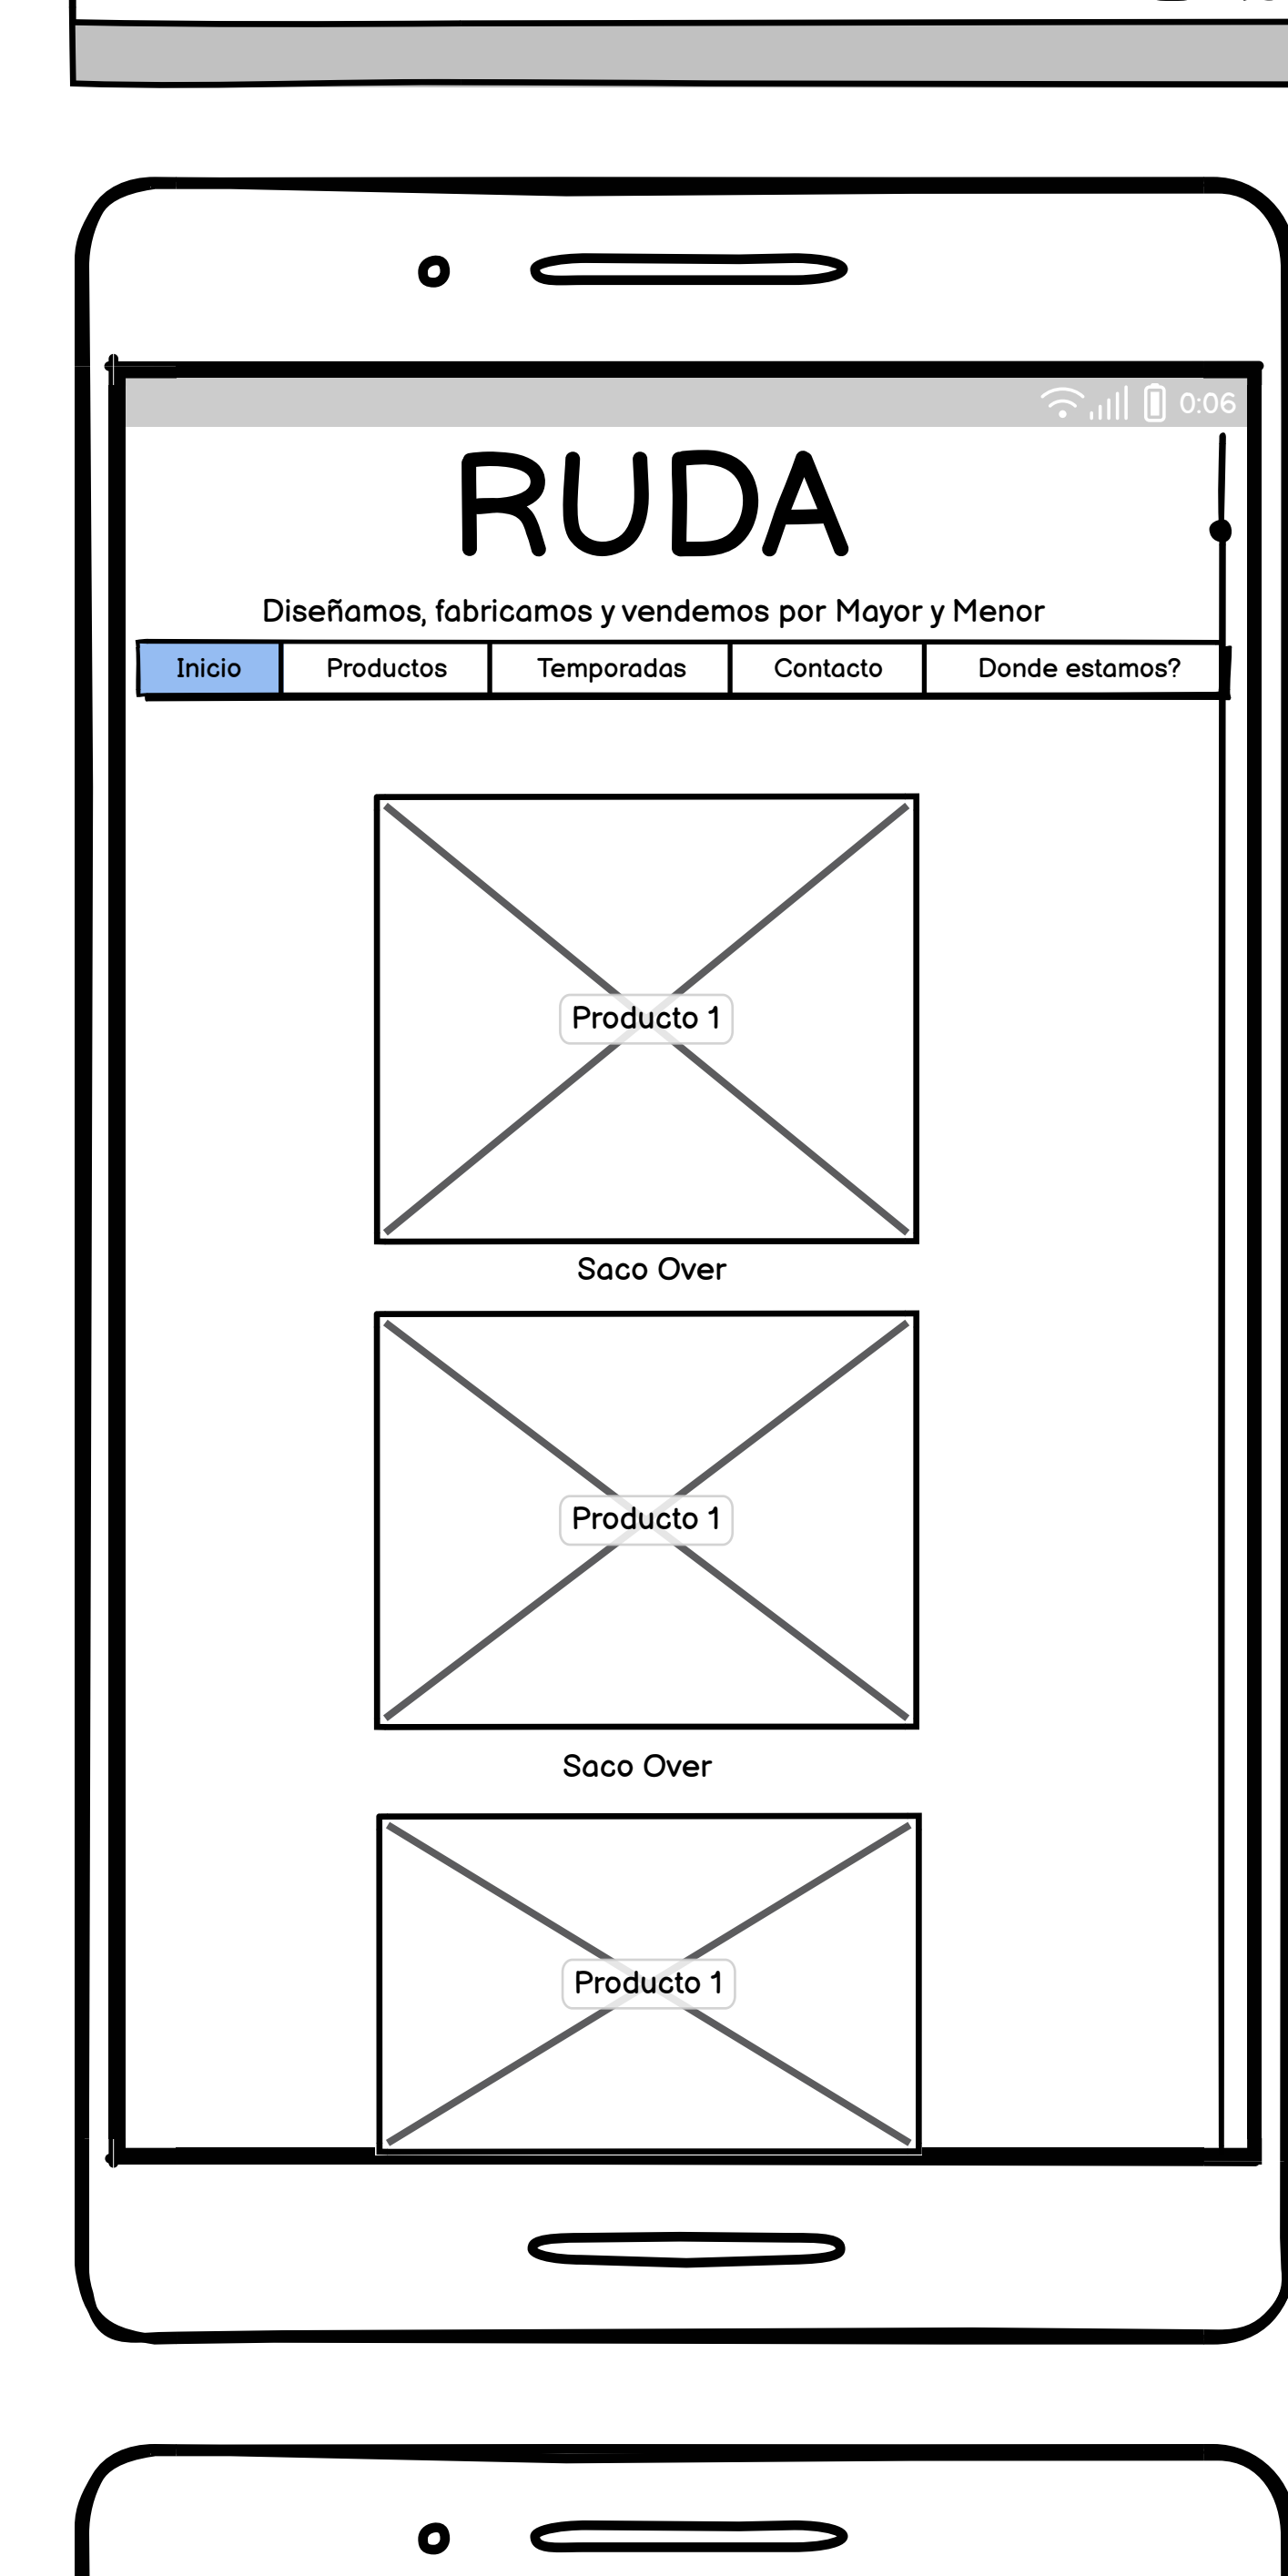 0:06
RUDA
Diseñamos, fabricamos y vendemos por Mayor y Menor
Inicio Productos Temporadas Contacto Donde estamos?
Producto 1
Saco Over
Producto 1
Saco Over
Producto 1